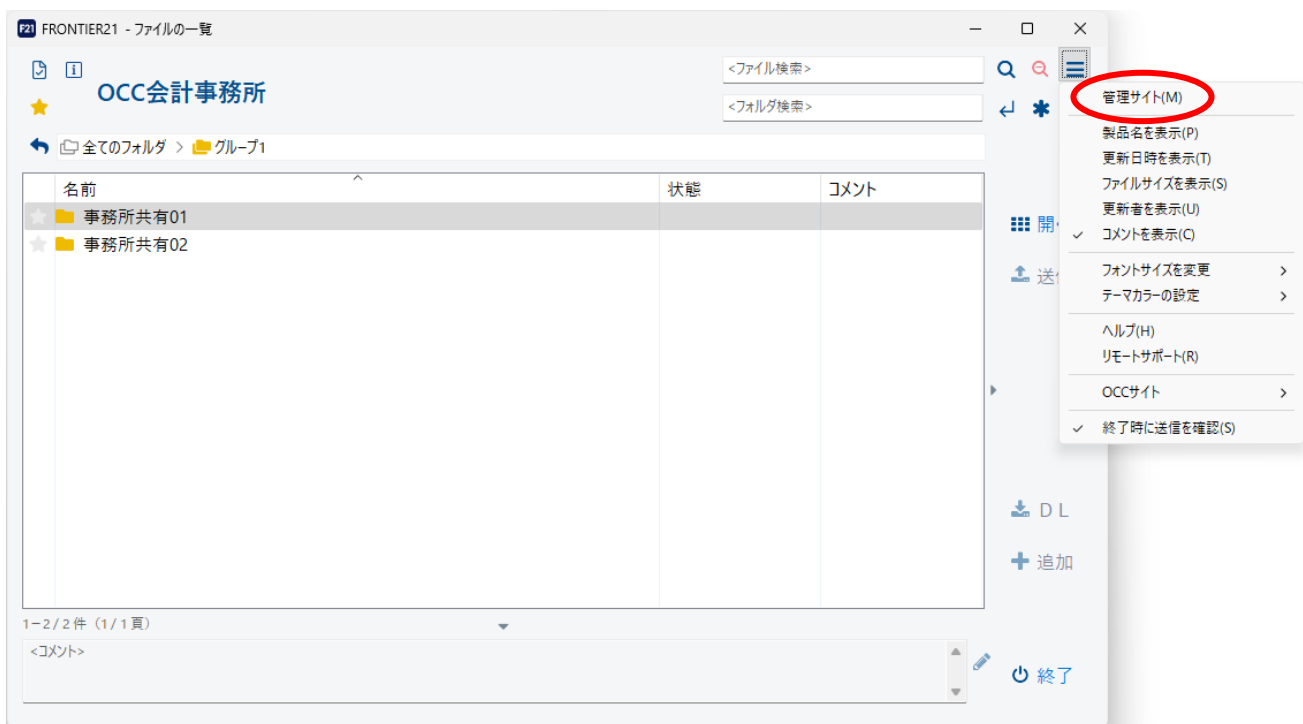 F21 FRONTIER21 - ファイルの一覧
OCC会計事務所
<ファイル検索>
<フォルダ検索>
全てのフォルダ > グループ1
名前 状態 コメント
事務所共有01
事務所共有02
開
送
DL
追加
1-2/2件 (1/1頁)
<コメント>
終了
管理サイト(M)
製品名を表示(P)
更新日時を表示(T)
ファイルサイズを表示(S)
更新者を表示(U)
コメントを表示(C)
フォントサイズを変更
テーマカラーの設定
ヘルプ(H)
リモートサポート(R)
OCCサイト
終了時に送信を確認(S)